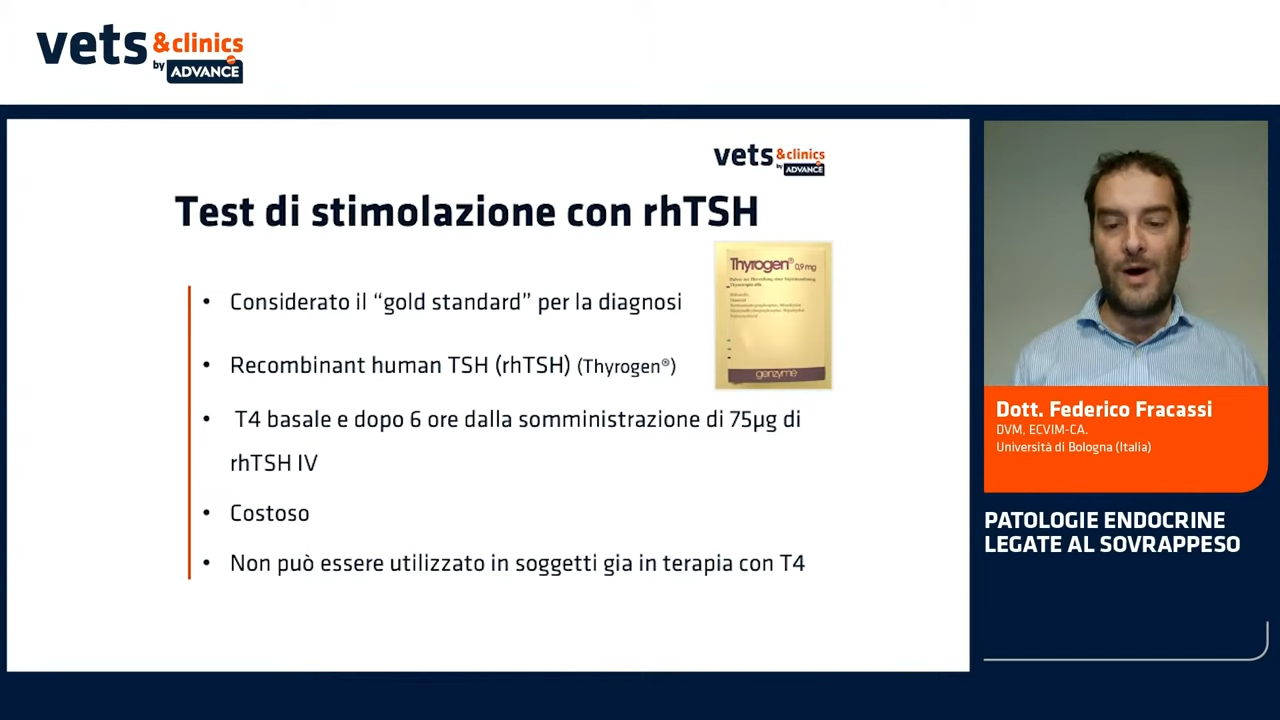 vets &clinics
by ADVANCE
vets &clinics
by ADVANCE
Test di stimolazione con rhTSH
Thyrogen® 0,9 mg
genzyme
• Considerato il “gold standard” per la diagnosi
• Recombinant human TSH (rhTSH) (Thyrogen®)
• T4 basale e dopo 6 ore dalla somministrazione di 75µg di
rhTSH IV
• Costoso
• Non può essere utilizzato in soggetti gia in terapia con T4
Dott. Federico Fracassi
DVM, ECVIM-CA.
Università di Bologna (Italia)
PATOLOGIE ENDOCRINE
LEGATE AL SOVRAPPESO